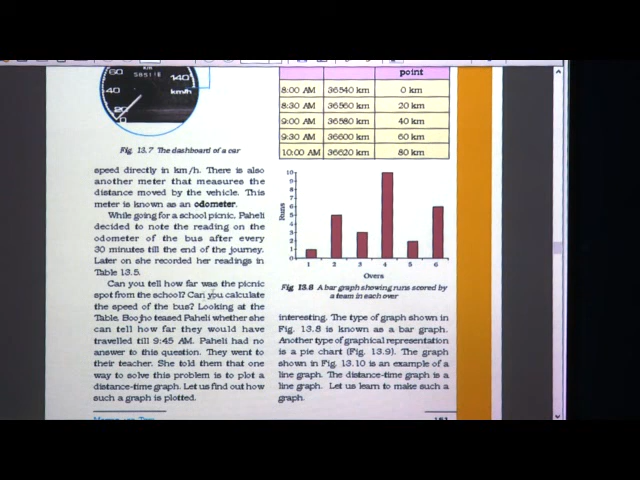 60
58611E
140
40
km/h
20
0
Fig. 13.7 The dashboard of a car
speed directly in km/h. There is also
another meter that measures the
distance moved by the vehicle. This
meter is known as an odometer.
While going for a school picnic, Paheli
decided to note the reading on the
odometer of the bus after every
30 minutes till the end of the journey.
Later on she recorded her readings in
Table 13.5.
Can you tell how far was the picnic
spot from the school? Can you calculate
the speed of the bus? Looking at the
Table, Boojho teased Paheli whether she
can tell how far they would have
travelled till 9:45 AM. Paheli had no
answer to this question. They went to
their teacher. She told them that one
way to solve this problem is to plot a
distance-time graph. Let us find out how
such a graph is plotted.
point
8:00 AM 36540 km 0 km
8:30 AM 36560 km 20 km
9:00 AM 36580 km 40 km
9:30 AM 36600 km 60 km
10:00 AM 36620 km 80 km
10
9
8
7
6
5
4
3
2
1
0
Runs
1 2 3 4 5 6
Overs
Fig. 13.8 A bar graph showing runs scored by
a team in each over
interesting. The type of graph shown in
Fig. 13.8 is known as a bar graph.
Another type of graphical representation
is a pie chart (Fig. 13.9). The graph
shown in Fig. 13.10 is an example of a
line graph. The distance-time graph is a
line graph. Let us learn to make such a
graph.